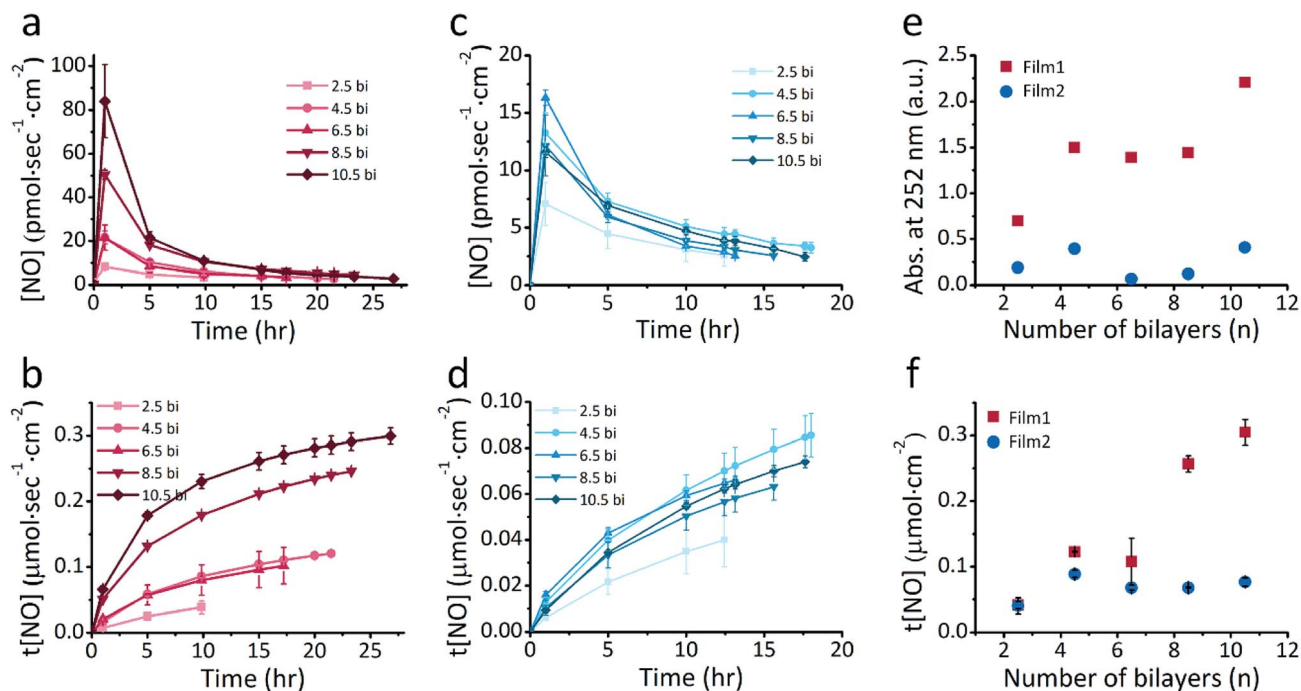 a
[NO] (pmol·sec⁻¹·cm⁻²)
100
80
60
40
20
0
0 5 10 15 20 25
Time (hr)
2.5 bi
4.5 bi
6.5 bi
8.5 bi
10.5 bi
c
[NO] (pmol·sec⁻¹·cm⁻²)
20
15
10
5
0
0 5 10 15 20
Time (hr)
2.5 bi
4.5 bi
6.5 bi
8.5 bi
10.5 bi
e
Abs. at 252 nm (a.u.)
2.5
2.0
1.5
1.0
0.5
0.0
2 4 6 8 10 12
Number of bilayers (n)
Film1
Film2
b
t[NO] (μmol·sec⁻¹·cm⁻²)
0.3
0.2
0.1
0.0
0 5 10 15 20 25
Time (hr)
2.5 bi
4.5 bi
6.5 bi
8.5 bi
10.5 bi
d
t[NO] (μmol·sec⁻¹·cm⁻²)
0.10
0.08
0.06
0.04
0.02
0.00
0 5 10 15 20
Time (hr)
2.5 bi
4.5 bi
6.5 bi
8.5 bi
10.5 bi
f
t[NO] (μmol·cm⁻²)
0.3
0.2
0.1
0.0
2 4 6 8 10 12
Number of bilayers (n)
Film1
Film2